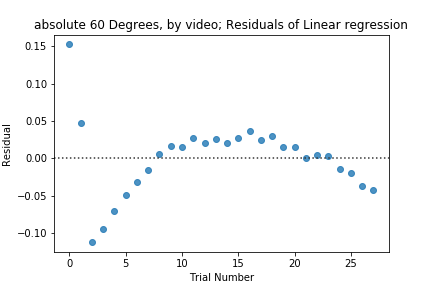 absolute 60 Degrees, by video; Residuals of Linear regression
0.15
0.10
0.05
0.00
−0.05
−0.10
Residual
0 5 10 15 20 25
Trial Number